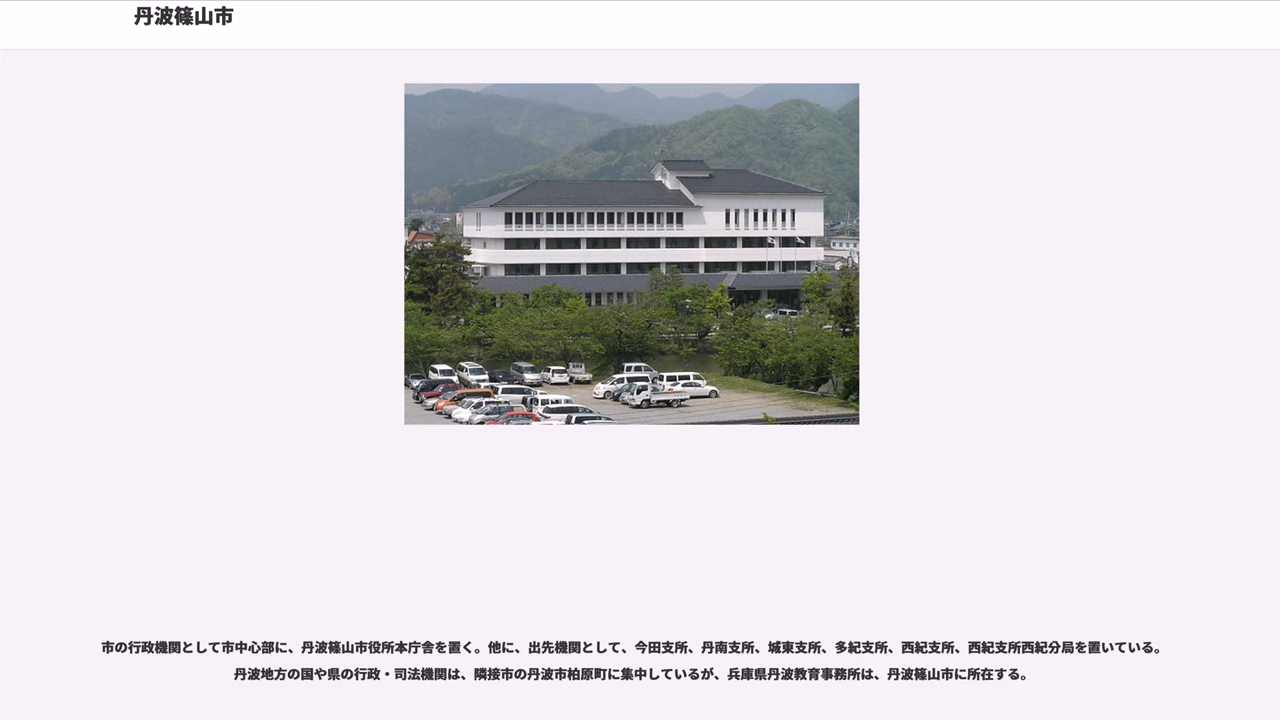 丹波篠山市
市の行政機関として市中心部に、丹波篠山市役所本庁舎を置く。他に、出先機関として、今田支所、丹南支所、城東支所、多紀支所、西紀支所、西紀支所西紀分局を置いている。
丹波地方の国や県の行政・司法機関は、隣接市の丹波市柏原町に集中しているが、兵庫県丹波教育事務所は、丹波篠山市に所在する。